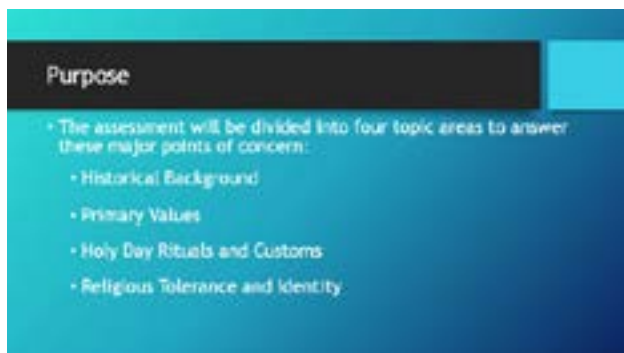 Purpose
• The assessment will be divided into four topic areas to answer
these major points of concern:
• Historical Background
• Primary Values
• Holy Day Rituals and Customs
• Religious Tolerance and Identity